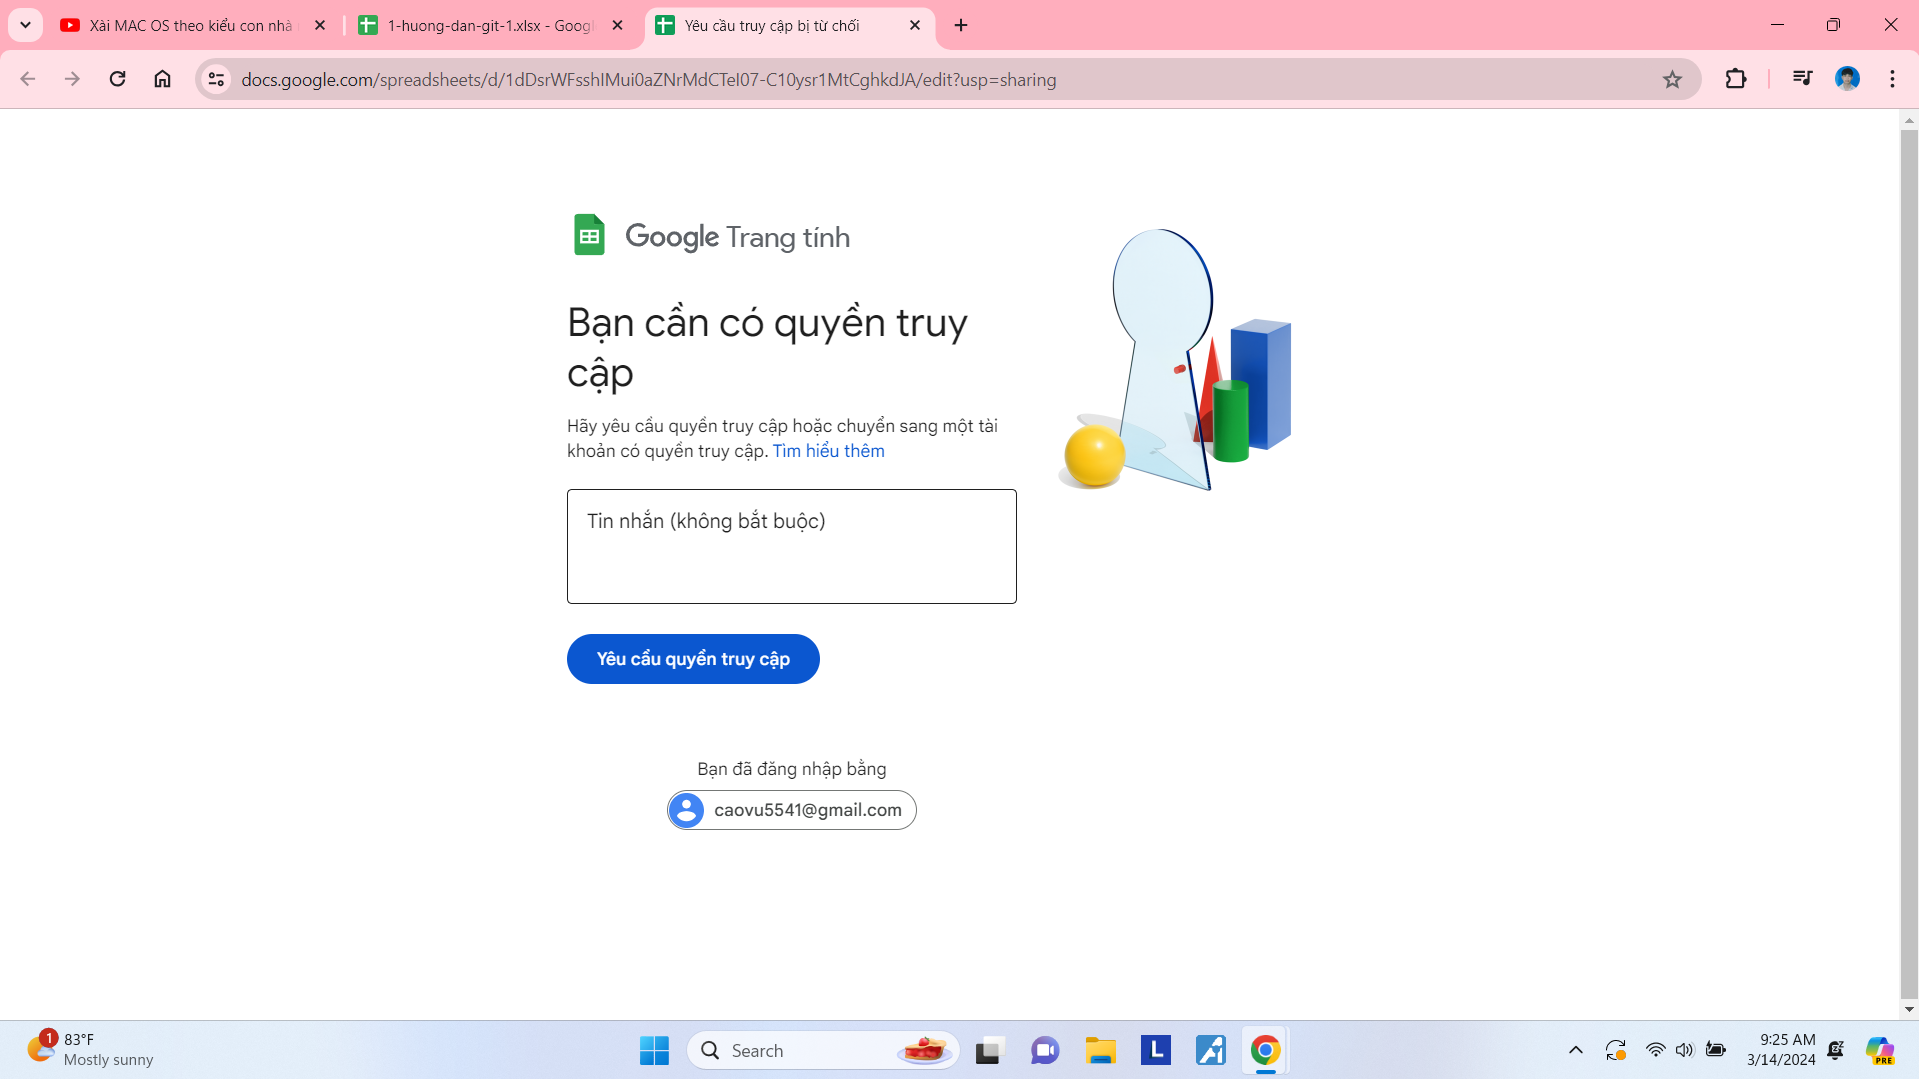 Xài MAC OS theo kiểu con nhà
1-huong-dan-git-1.xlsx - Googl
Yêu cầu truy cập bị từ chối
docs.google.com/spreadsheets/d/1dDsrWFsshIMui0aZNrMdCTeI07-C10ysr1MtCghkdJA/edit?usp=sharing
Google Trang tính
Bạn cần có quyền truy
cập
Hãy yêu cầu quyền truy cập hoặc chuyển sang một tài
khoản có quyền truy cập. Tìm hiểu thêm
Tin nhắn (không bắt buộc)
Yêu cầu quyền truy cập
Bạn đã đăng nhập bằng
caovu5541@gmail.com
1
83°F
Mostly sunny
Search
L
9:25 AM
3/14/2024
PRE